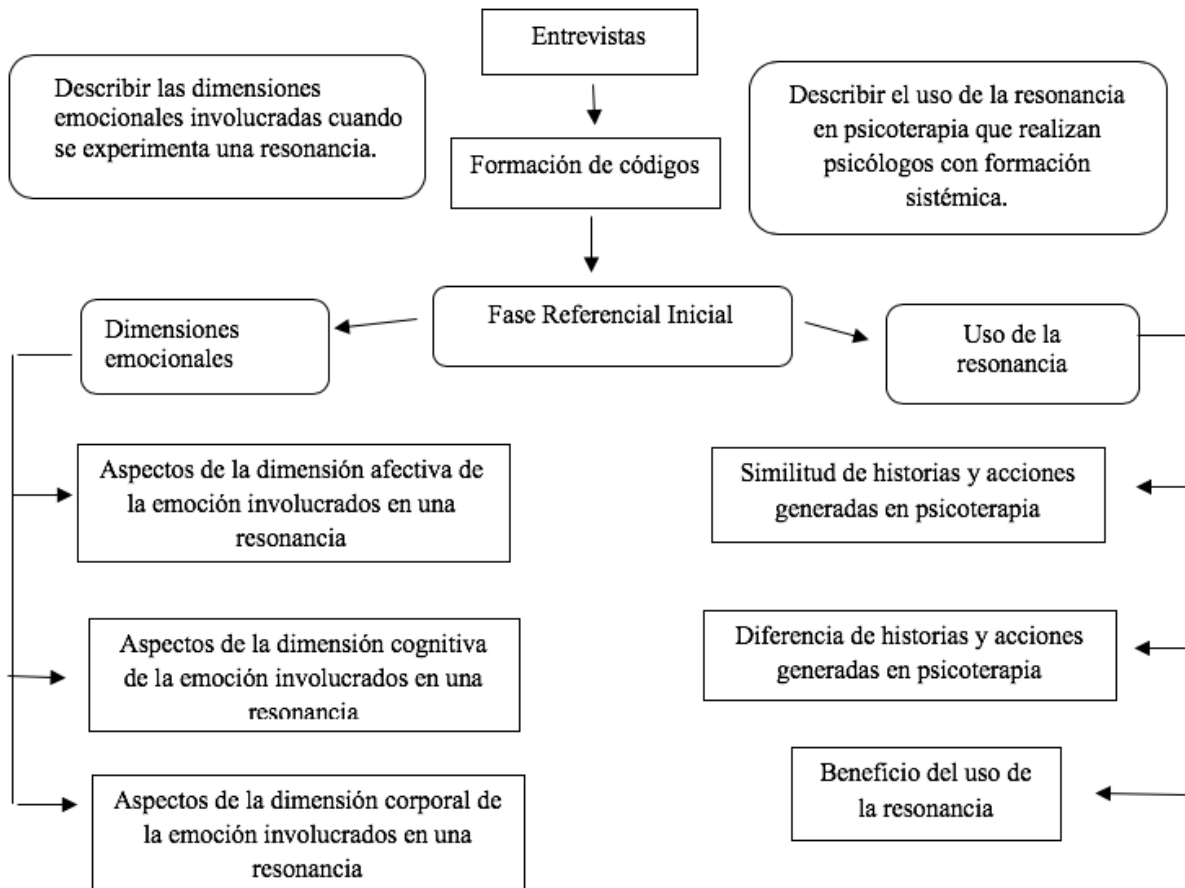 Entrevistas
Describir las dimensiones
emocionales involucradas cuando
se experimenta una resonancia.
Describir el uso de la resonancia
en psicoterapia que realizan
psicólogos con formación
sistémica.
Formación de códigos
Fase Referencial Inicial
Dimensiones
emocionales
Uso de la
resonancia
Aspectos de la dimensión afectiva de
la emoción involucrados en una
resonancia
Similitud de historias y acciones
generadas en psicoterapia
Aspectos de la dimensión cognitiva
de la emoción involucrados en una
resonancia
Diferencia de historias y acciones
generadas en psicoterapia
Aspectos de la dimensión corporal de
la emoción involucrados en una
resonancia
Beneficio del uso de
la resonancia